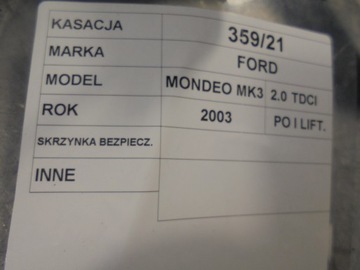 KASACJA 359/21
MARKA FORD
MODEL MONDEO MK3 2.0 TDCI
ROK 2003 PO I LIFT.
SKRZYNKA BEZPIECZ.
INNE